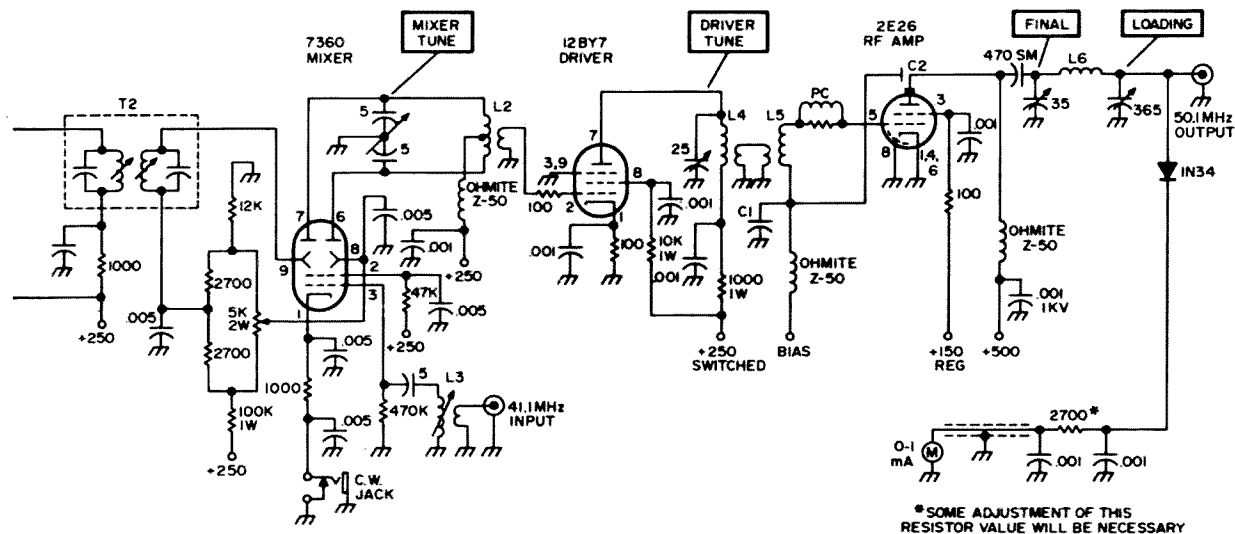 MIXER
TUNE
DRIVER
TUNE
FINAL
LOADING
7360
MIXER
12BY7
DRIVER
2E26
RF AMP
470 SM
C2
L6
T2
5
5
L2
L4
L5
PC
5
3
35
365
50.1MHz
OUTPUT
.001
8
1,4,
6
7
3,9
8
25
2
100
1
.001
C1
IN34
OHMITE
Z-50
12K
7
6
.005
.001
+250
8
9
2
3
1
.001
100
10K
1W
.001
1000
1W
OHMITE
Z-50
100
OHMITE
Z-50
.001
1KV
1000
+250
.005
2700
5K
2W
2700
47K
.005
+250
.005
+250
SWITCHED
BIAS
+150
REG
+500
1000
100K
1W
+250
.005
470K
5
L3
41.1MHz
INPUT
C.W.
JACK
0-1
mA
M
2700*
.001
.001
*SOME ADJUSTMENT OF THIS
RESISTOR VALUE WILL BE NECESSARY